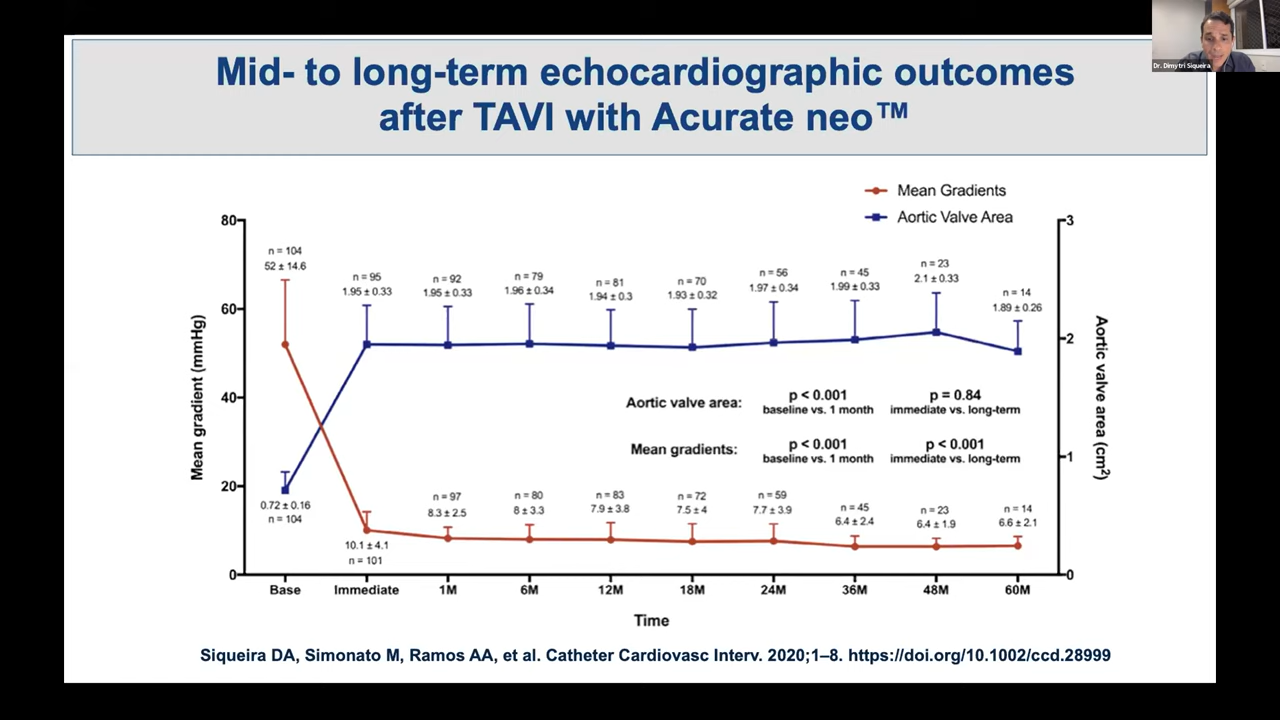 Dr. Dimytri Siqueira
Mid- to long-term echocardiographic outcomes
after TAVI with Acurate neo™
Mean Gradients
Aortic Valve Area
Mean gradient (mmHg)
80
60
40
20
0
Aortic valve area (cm²)
3
2
1
0
n = 104
52 ± 14.6
n = 95
1.95 ± 0.33
n = 92
1.95 ± 0.33
n = 79
1.96 ± 0.34
n = 81
1.94 ± 0.3
n = 70
1.93 ± 0.32
n = 56
1.97 ± 0.34
n = 45
1.99 ± 0.33
n = 23
2.1 ± 0.33
n = 14
1.89 ± 0.26
Aortic valve area:
p < 0.001
baseline vs. 1 month
p = 0.84
immediate vs. long-term
Mean gradients:
p < 0.001
baseline vs. 1 month
p < 0.001
immediate vs. long-term
0.72 ± 0.16
n = 104
10.1 ± 4.1
n = 101
n = 97
8.3 ± 2.5
n = 80
8 ± 3.3
n = 83
7.9 ± 3.8
n = 72
7.5 ± 4
n = 59
7.7 ± 3.9
n = 45
6.4 ± 2.4
n = 23
6.4 ± 1.9
n = 14
6.6 ± 2.1
Base
Immediate
1M
6M
12M
18M
24M
36M
48M
60M
Time
Siqueira DA, Simonato M, Ramos AA, et al. Catheter Cardiovasc Interv. 2020;1–8. https://doi.org/10.1002/ccd.28999